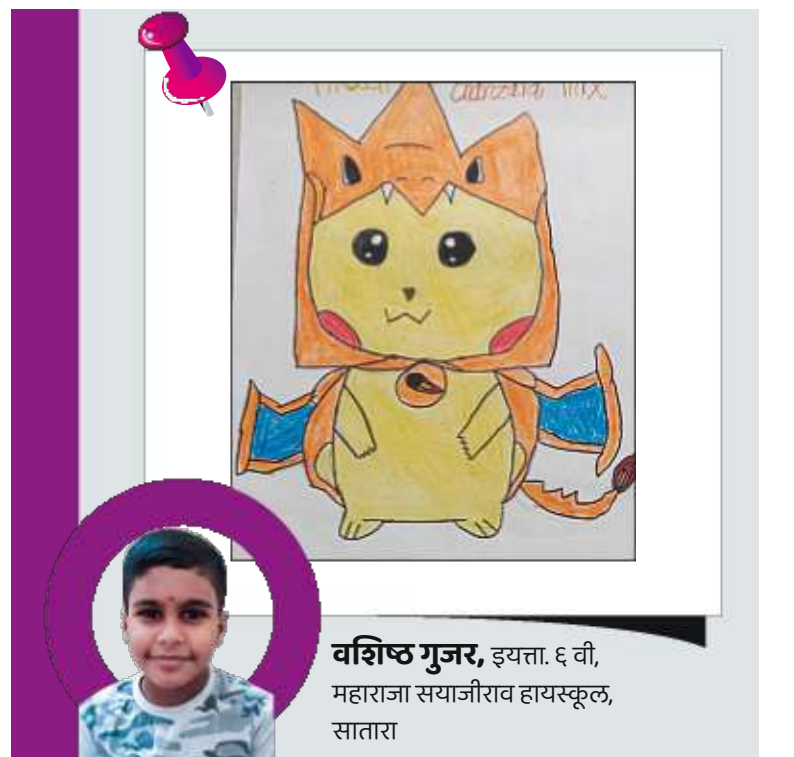 वशिष्ठ गुजर, इयत्ता. ६ वी,
महाराजा सयाजीराव हायस्कूल,
सातारा